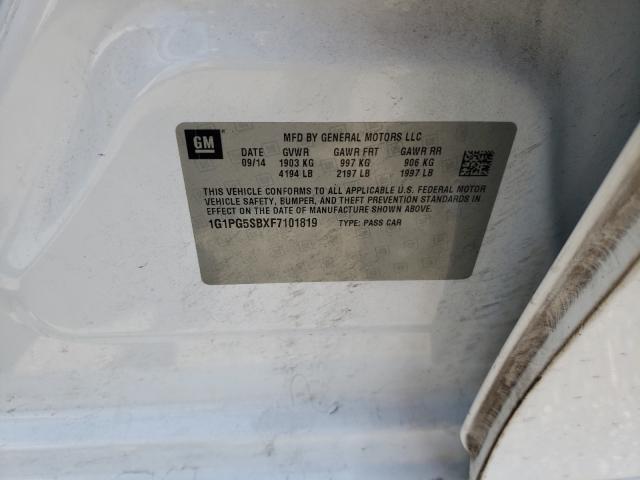 GM
MFD BY GENERAL MOTORS LLC
DATE GVWR GAWR FRT GAWR RR
09/14 1903 KG 997 KG 906 KG
4194 LB 2197 LB 1997 LB
THIS VEHICLE CONFORMS TO ALL APPLICABLE U.S. FEDERAL MOTOR
VEHICLE SAFETY, BUMPER, AND THEFT PREVENTION STANDARDS
IN EFFECT ON THE DATE OF MANUFACTURE SHOWN ABOVE.
1G1PG5SBXF7101819 TYPE: PASS CAR